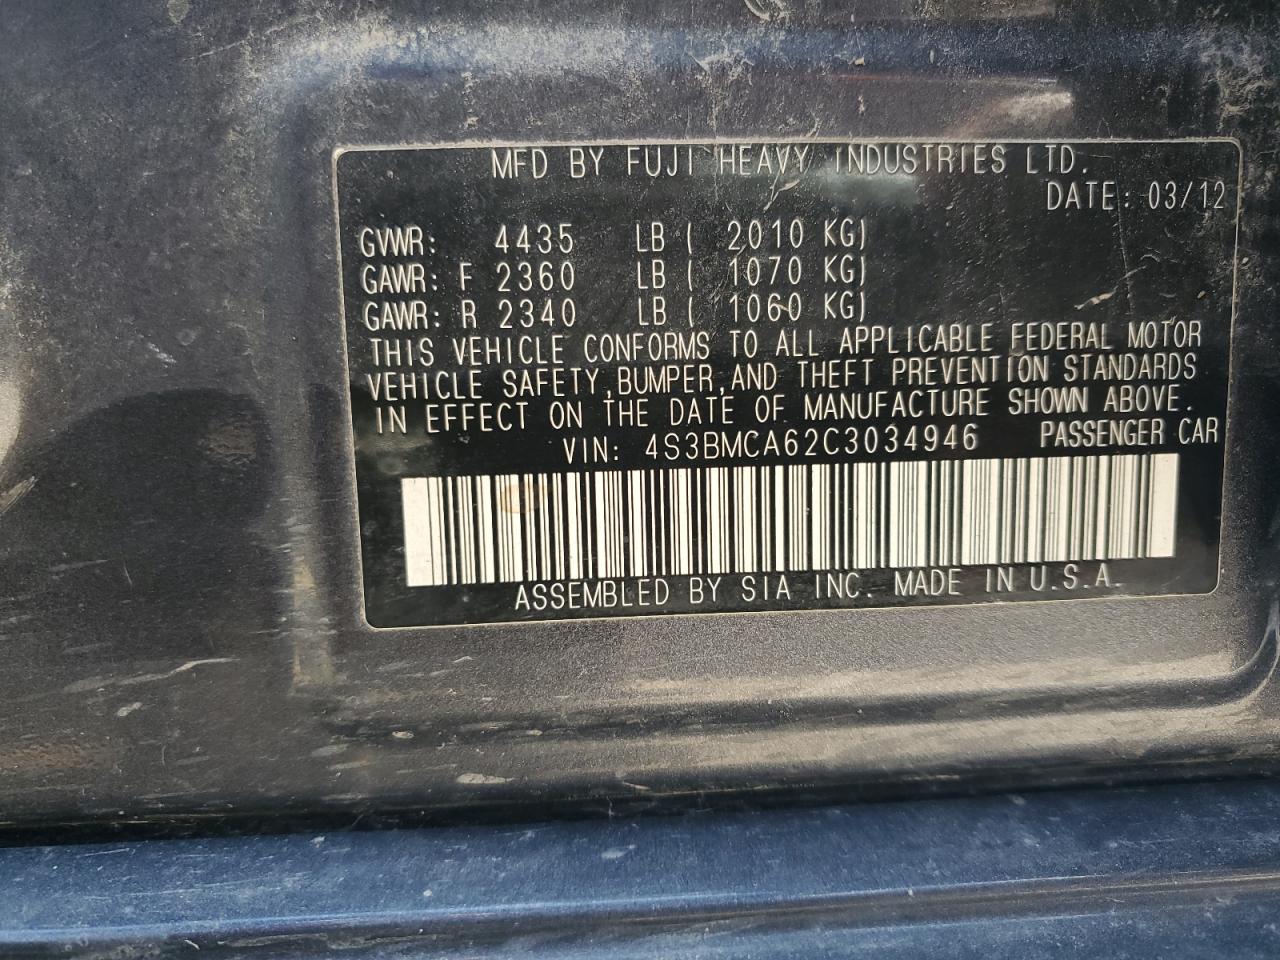 MFD BY FUJI HEAVY INDUSTRIES LTD.
DATE: 03/12
GVWR: 4435 LB ( 2010 KG)
GAWR: F 2360 LB ( 1070 KG)
GAWR: R 2340 LB ( 1060 KG)
THIS VEHICLE CONFORMS TO ALL APPLICABLE FEDERAL MOTOR
VEHICLE SAFETY, BUMPER, AND THEFT PREVENTION STANDARDS
IN EFFECT ON THE DATE OF MANUFACTURE SHOWN ABOVE.
VIN: 4S3BMCA62C3034946 PASSENGER CAR
ASSEMBLED BY SIA INC. MADE IN U.S.A.